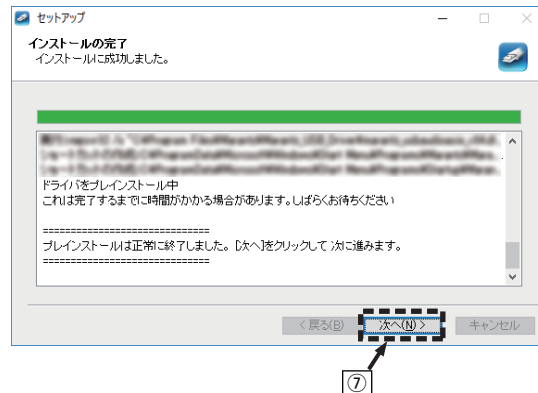 セットアップ
インストールの完了
インストールに成功しました。
ドライバをプレインストール中
これは完了するまでに時間がかかる場合があります。しばらくお待ちください
==============================
プレインストールは正常に終了しました。[次へ]をクリックして 次に進みます。
==============================
< 戻る(B)
次へ(N) >
キャンセル
⑦